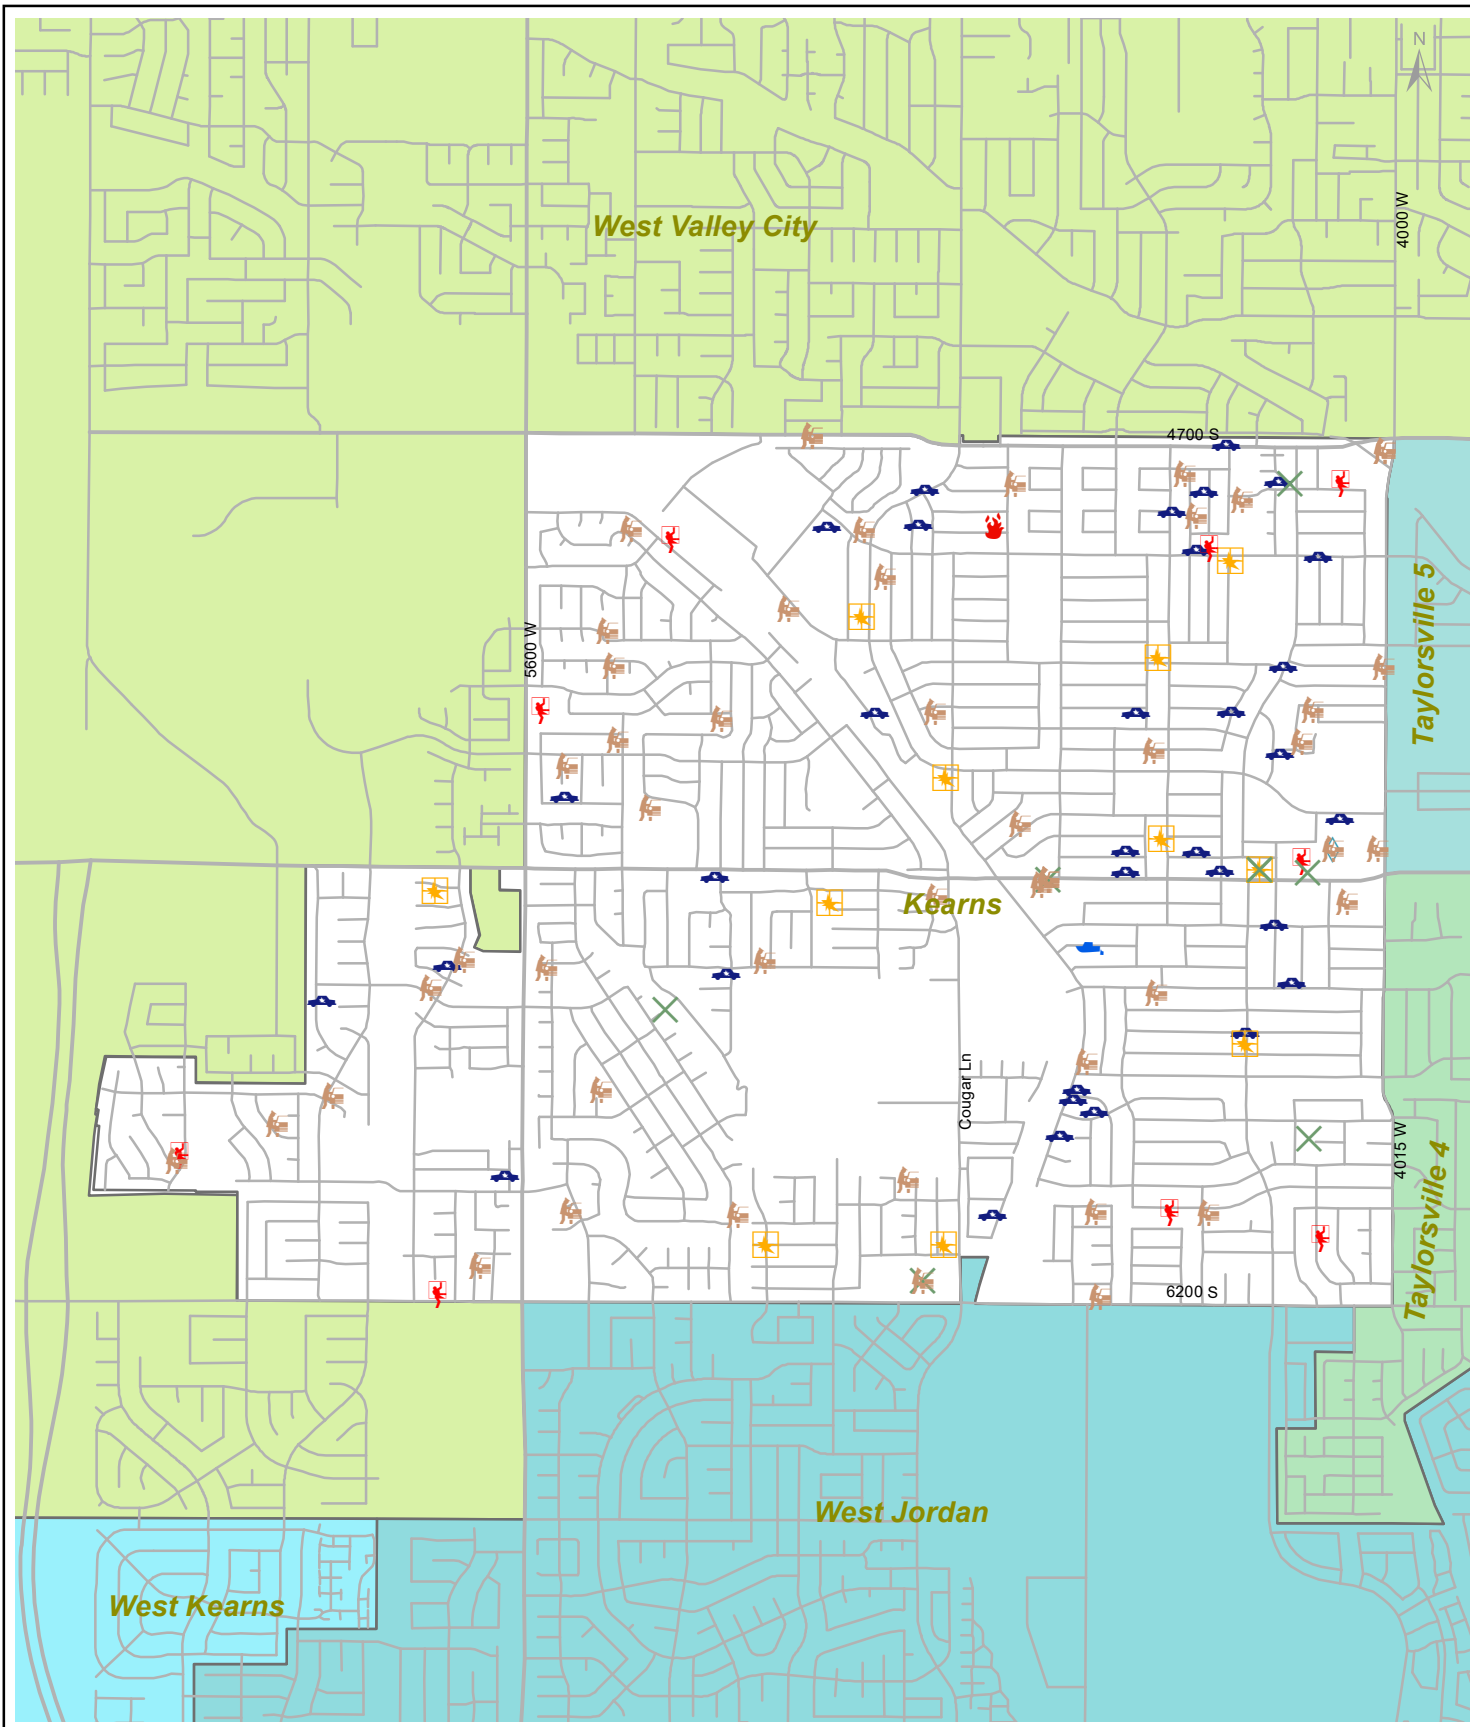 N
4000 W
West Valley City
4700 S
Taylorsville 5
5600 W
Kearns
Cougar Ln
4015 W
Taylorsville 4
6200 S
West Jordan
West Kearns